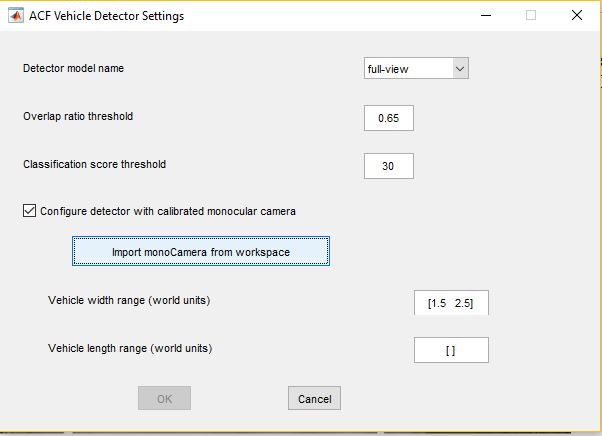 ACF Vehicle Detector Settings
Detector model name
full-view
Overlap ratio threshold
0.65
Classification score threshold
30
Configure detector with calibrated monocular camera
Import monoCamera from workspace
Vehicle width range (world units)
[1.5 2.5]
Vehicle length range (world units)
[ ]
OK
Cancel